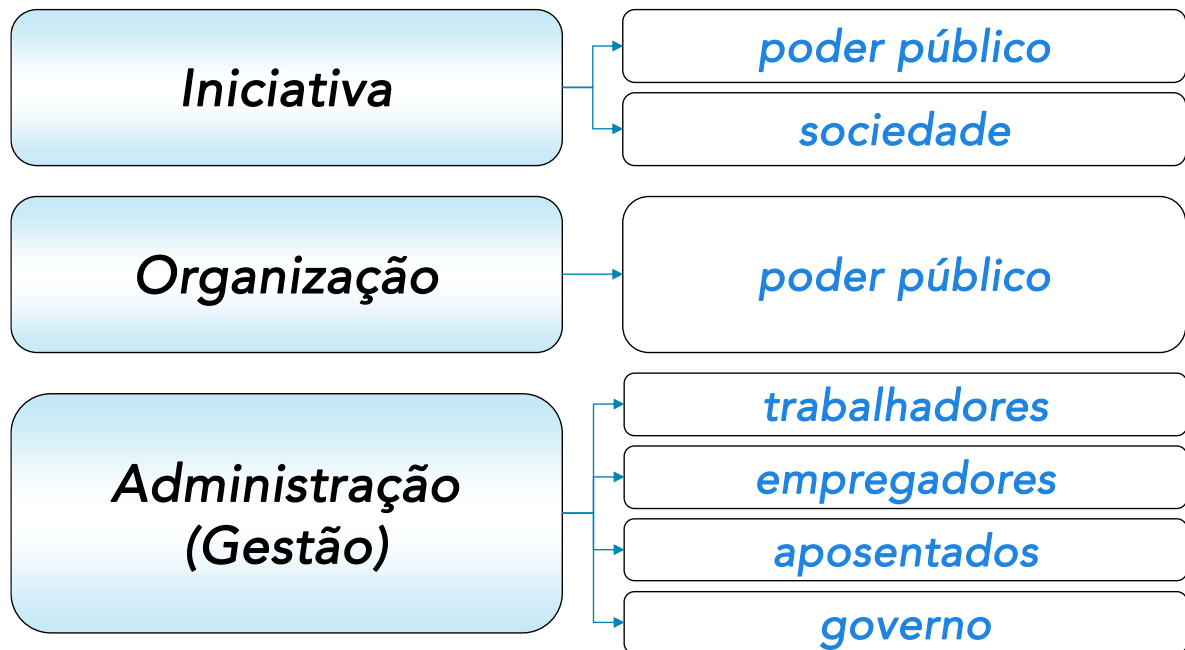 Iniciativa
poder público
sociedade
Organização
poder público
Administração
(Gestão)
trabalhadores
empregadores
aposentados
governo